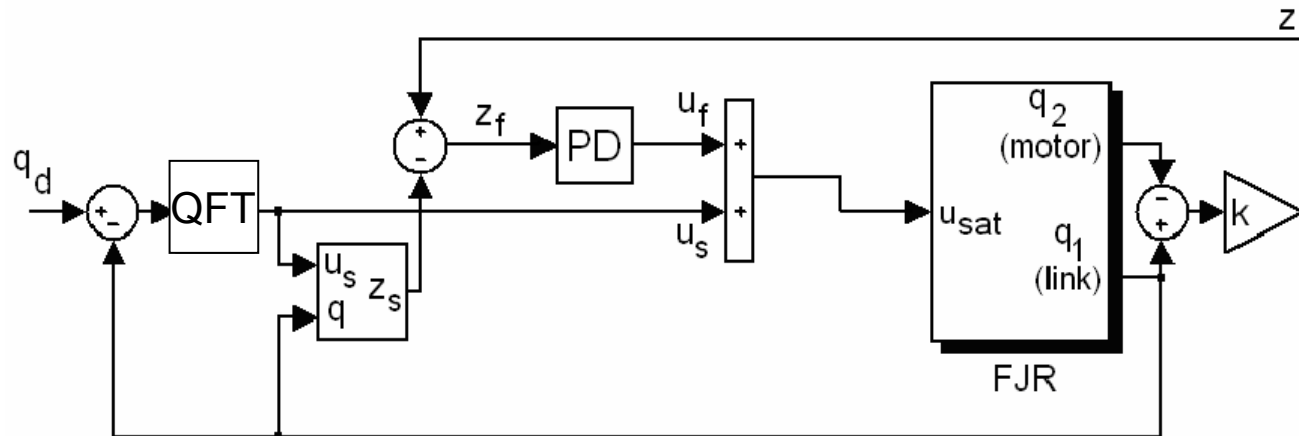 z
q_2
(motor)
z_f
PD
u_f
q_d
+
-
QFT
+
-
+
+
u_s
u_s
q
z_s
u_sat
q_1
(link)
-
+
k
FJR